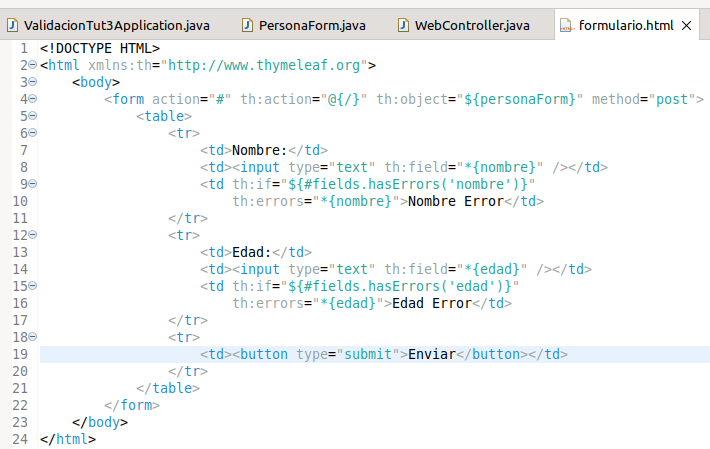 ValidacionTut3Application.java PersonaForm.java WebController.java formulario.html
1 <!DOCTYPE HTML>
2 <html xmlns:th="http://www.thymeleaf.org">
3     <body>
4         <form action="#" th:action="@{/}" th:object="${personaForm}" method="post">
5             <table>
6                 <tr>
7                     <td>Nombre:</td>
8                     <td><input type="text" th:field="*{nombre}" /></td>
9                     <td th:if="${#fields.hasErrors('nombre')}"
10                         th:errors="*{nombre}">Nombre Error</td>
11                 </tr>
12                 <tr>
13                     <td>Edad:</td>
14                     <td><input type="text" th:field="*{edad}" /></td>
15                     <td th:if="${#fields.hasErrors('edad')}"
16                         th:errors="*{edad}">Edad Error</td>
17                 </tr>
18                 <tr>
19                     <td><button type="submit">Enviar</button></td>
20                 </tr>
21             </table>
22         </form>
23     </body>
24 </html>